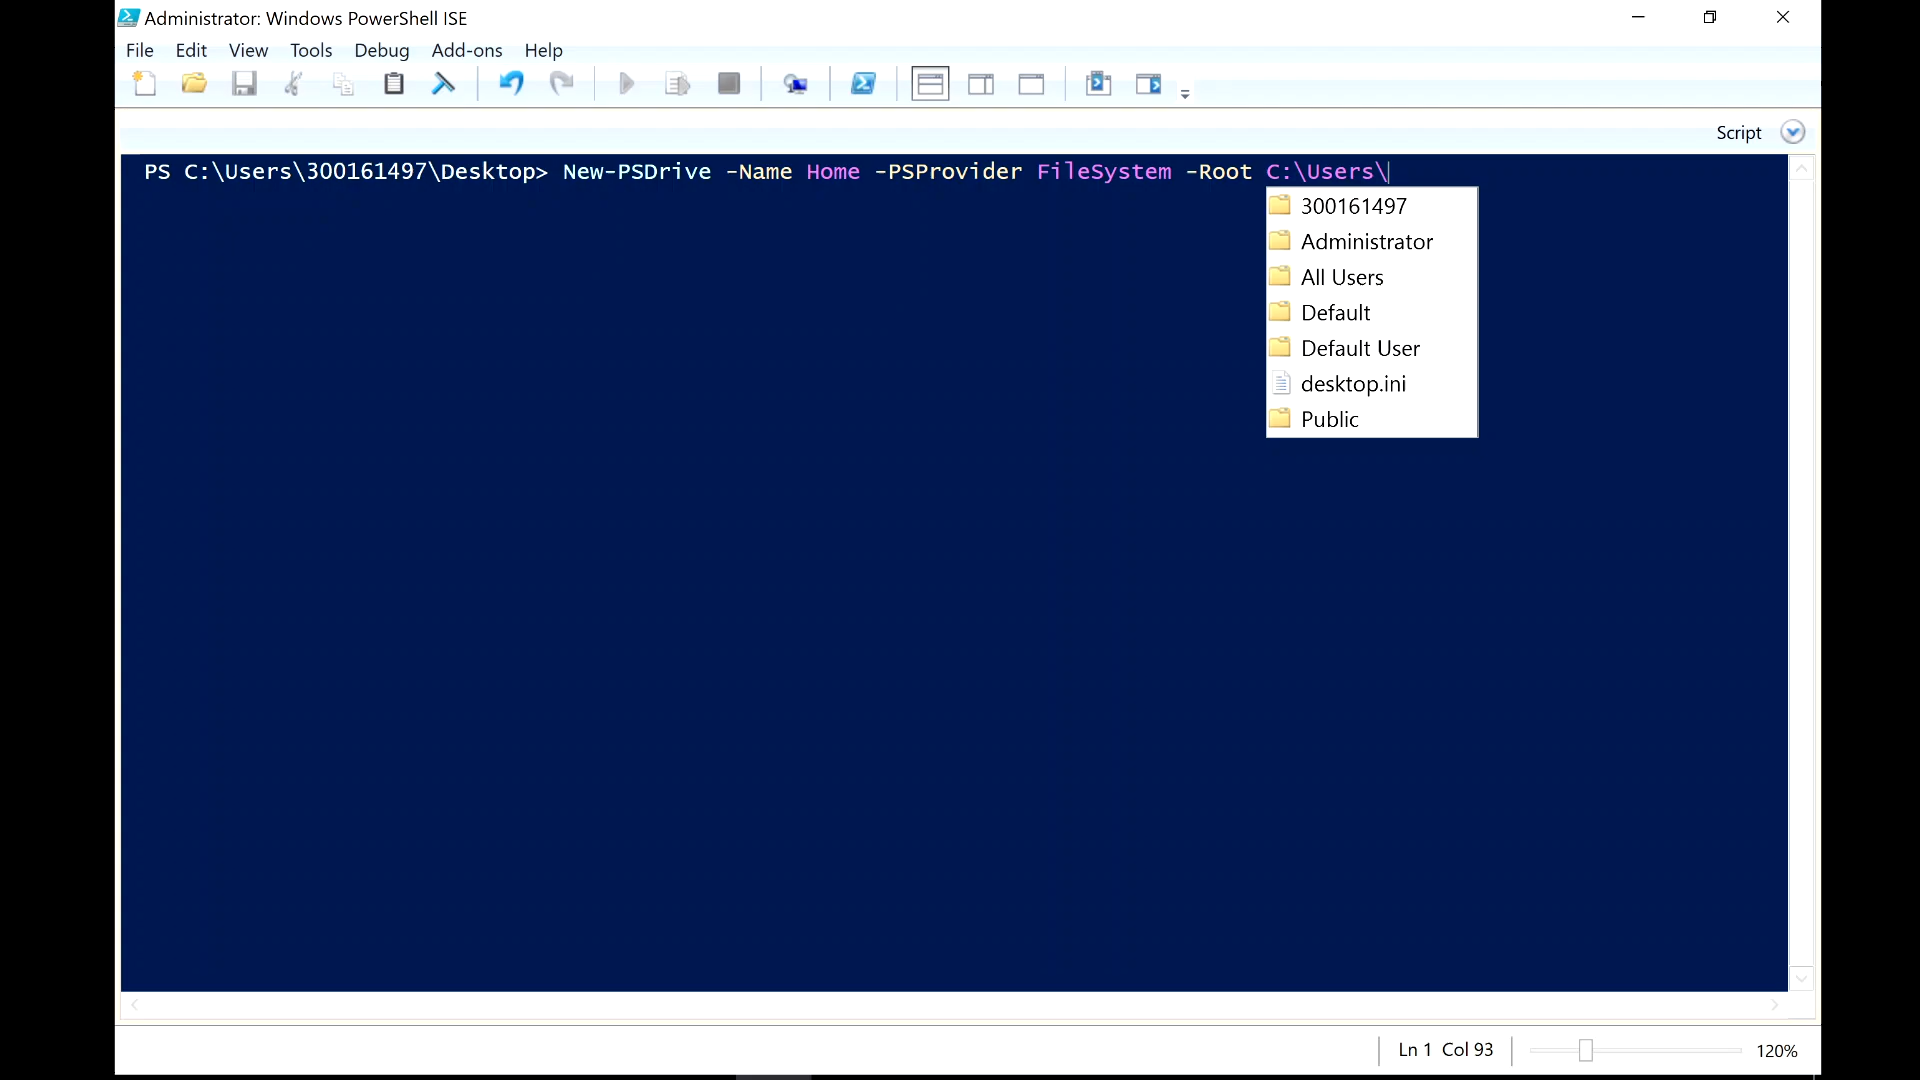 Administrator: Windows PowerShell ISE
File Edit View Tools Debug Add-ons Help
Script
PS C:\Users\300161497\Desktop> New-PSDrive -Name Home -PSProvider FileSystem -Root C:\Users\
300161497
Administrator
All Users
Default
Default User
desktop.ini
Public
Ln 1 Col 93 120%